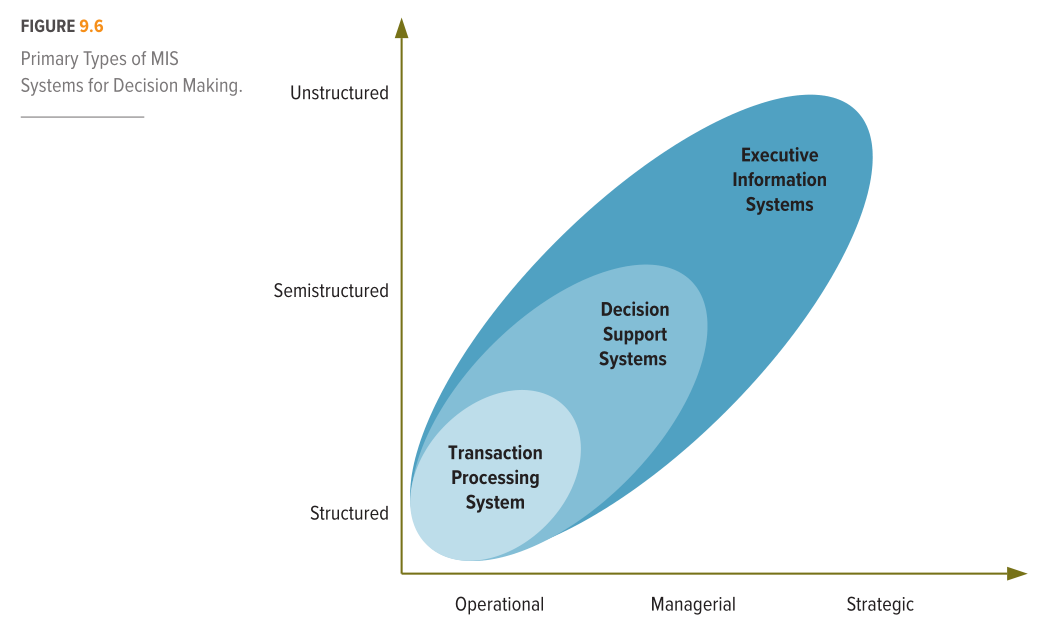 FIGURE 9.6
Primary Types of MIS
Systems for Decision Making.
Unstructured
Semistructured
Structured
Executive
Information
Systems
Decision
Support
Systems
Transaction
Processing
System
Operational
Managerial
Strategic